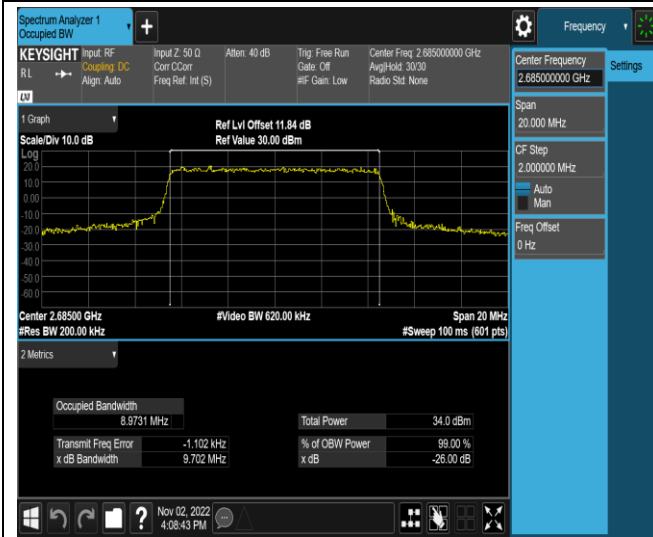 Spectrum Analyzer 1
Occupied BW
+
Frequency
KEYSIGHT
RL
LXI
Input: RF
Coupling: DC
Align: Auto
Input Z: 50 Ω
Corr CCorr
Freq Ref: Int (S)
Atten: 40 dB
Trig: Free Run
Gate: Off
#IF Gain: Low
Center Freq: 2.685000000 GHz
Avg|Hold: 30/30
Radio Std: None
Center Frequency
2.685000000 GHz
Settings
Span
20.000 MHz
CF Step
2.000000 MHz
Auto
Man
Freq Offset
0 Hz
1 Graph
Scale/Div 10.0 dB
Ref Lvl Offset 11.84 dB
Ref Value 30.00 dBm
Log
20.0
10.0
0.00
-10.0
-20.0
-30.0
-40.0
-50.0
-60.0
Center 2.68500 GHz
#Video BW 620.00 kHz
Span 20 MHz
#Res BW 200.00 kHz
#Sweep 100 ms (601 pts)
2 Metrics
Occupied Bandwidth
8.9731 MHz
Total Power 34.0 dBm
Transmit Freq Error -1.102 kHz
% of OBW Power 99.00 %
x dB Bandwidth 9.702 MHz
x dB -26.00 dB
?
Nov 02, 2022
4:08:43 PM